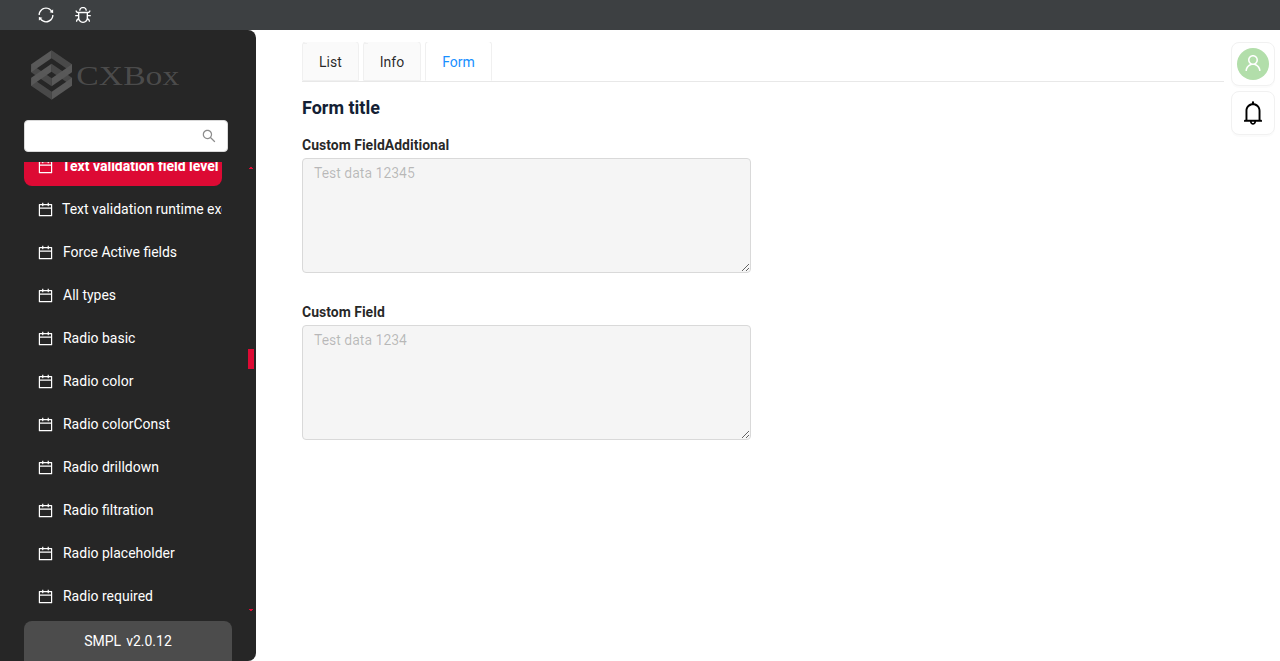 CXBox
List
Info
Form
Form title
Custom FieldAdditional
Test data 12345
Custom Field
Test data 1234
Text validation field level
Text validation runtime ex
Force Active fields
All types
Radio basic
Radio color
Radio colorConst
Radio drilldown
Radio filtration
Radio placeholder
Radio required
SMPL v2.0.12